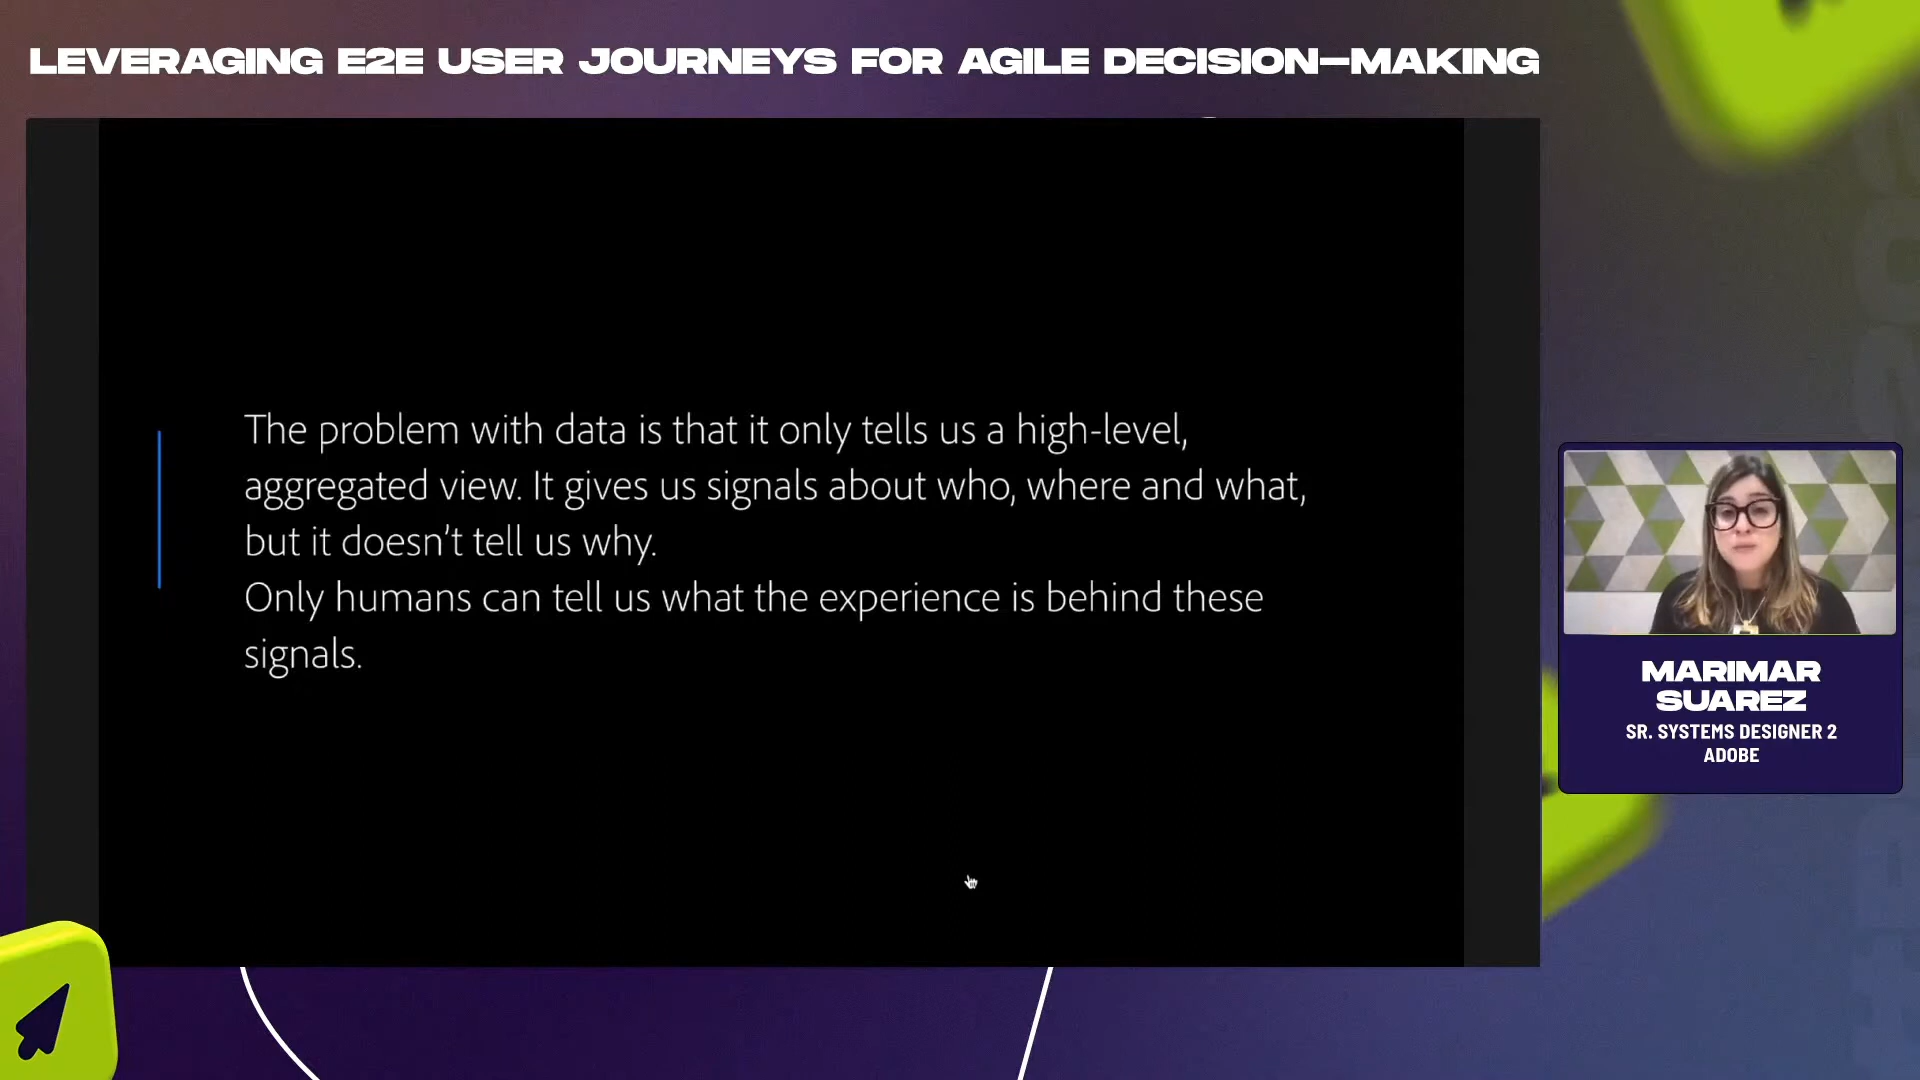 LEVERAGING E2E USER JOURNEYS FOR AGILE DECISION—MAKING
The problem with data is that it only tells us a high-level,
aggregated view. It gives us signals about who, where and what,
but it doesn’t tell us why.
Only humans can tell us what the experience is behind these
signals.
MARIMAR
SUAREZ
SR. SYSTEMS DESIGNER 2
ADOBE